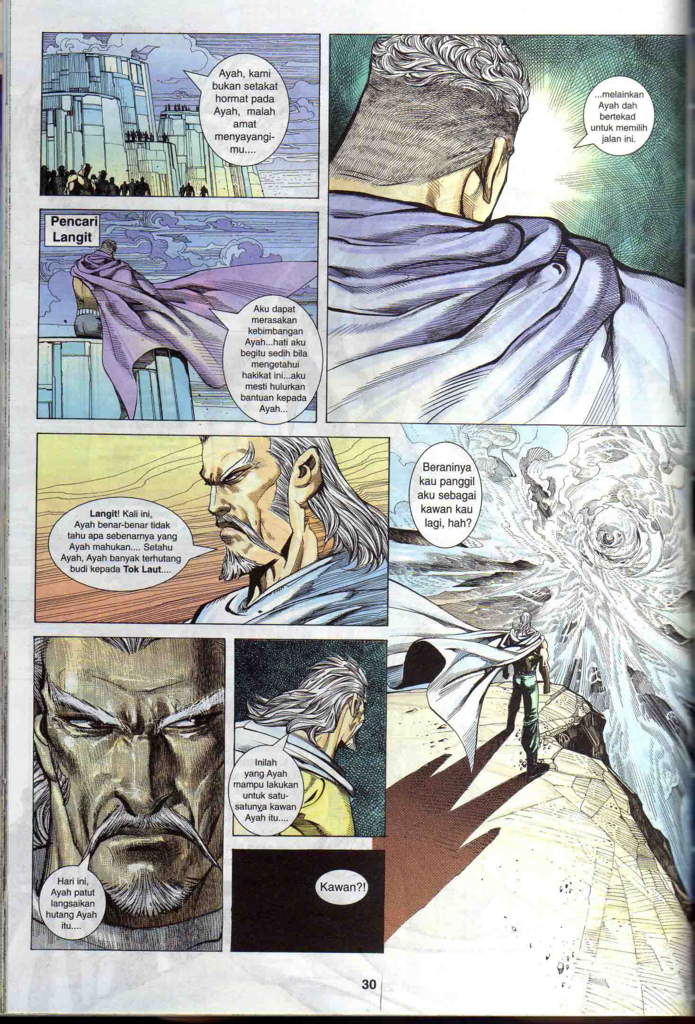 Ayah, kami
bukan setakat
hormat pada
Ayah, malah
amat
menyayangi-
mu....
...melainkan
Ayah dah
bertekad
untuk memilih
jalan ini.
Pencari
Langit
Aku dapat
merasakan
kebimbangan
Ayah...hati aku
begitu sedih bila
mengetahui
hakikat ini...aku
mesti hulurkan
bantuan kepada
Ayah...
Langit! Kali ini,
Ayah benar-benar tidak
tahu apa sebenarnya yang
Ayah mahukan.... Setahu
Ayah, Ayah banyak terhutang
budi kepada Tok Laut....
Beraninya
kau panggil
aku sebagai
kawan kau
lagi, hah?
Hari ini,
Ayah patut
langsaikan
hutang Ayah
itu....
Inilah
yang Ayah
mampu lakukan
untuk satu-
satunya kawan
Ayah itu....
Kawan?!
30